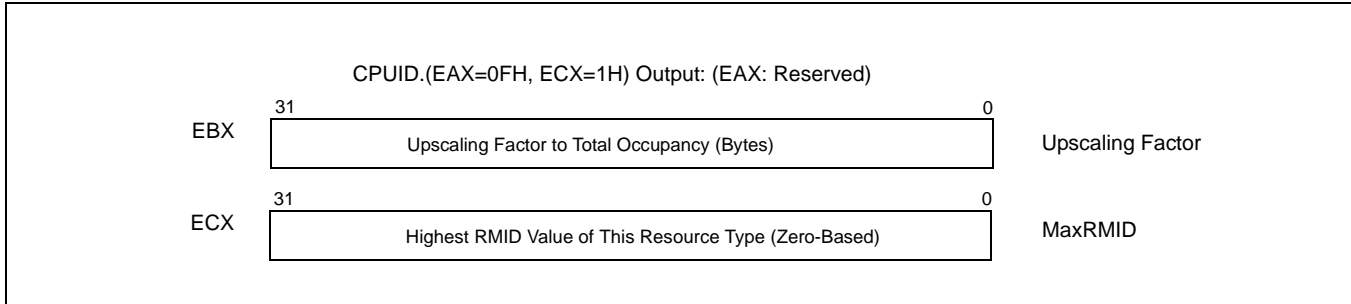 CPUID.(EAX=0FH, ECX=1H) Output: (EAX: Reserved)
31 0
EBX Upscaling Factor to Total Occupancy (Bytes) Upscaling Factor
31 0
ECX Highest RMID Value of This Resource Type (Zero-Based) MaxRMID